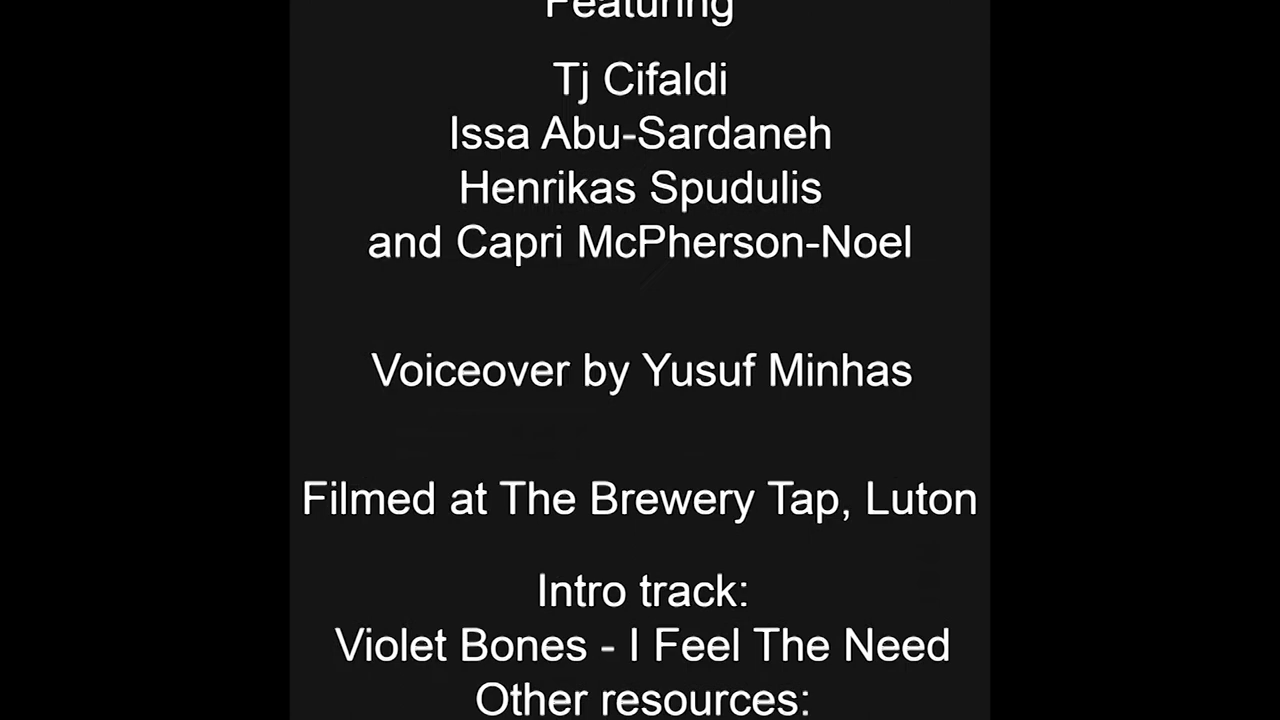 Featuring
Tj Cifaldi
Issa Abu-Sardaneh
Henrikas Spudulis
and Capri McPherson-Noel
Voiceover by Yusuf Minhas
Filmed at The Brewery Tap, Luton
Intro track:
Violet Bones - I Feel The Need
Other resources: